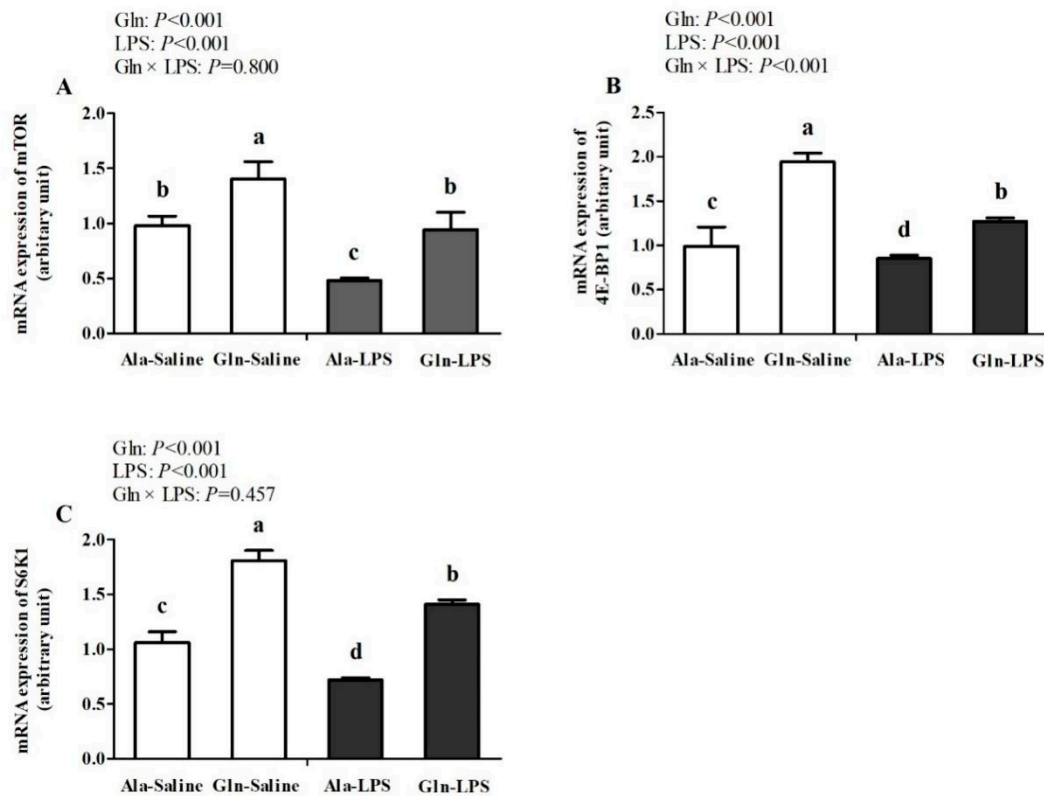 Gln: P<0.001
LPS: P<0.001
Gln × LPS: P=0.800
A
mRNA expression of mTOR
(arbitary unit)
2.0
1.5
1.0
0.5
0.0
a
b
b
c
Ala-Saline Gln-Saline Ala-LPS Gln-LPS
Gln: P<0.001
LPS: P<0.001
Gln × LPS: P<0.001
B
mRNA expression of
4E-BP1 (arbitary unit)
2.5
2.0
1.5
1.0
0.5
0.0
a
c
b
d
Ala-Saline Gln-Saline Ala-LPS Gln-LPS
Gln: P<0.001
LPS: P<0.001
Gln × LPS: P=0.457
C
mRNA expression of S6K1
(arbitrary unit)
2.0
1.5
1.0
0.5
0.0
a
c
b
d
Ala-Saline Gln-Saline Ala-LPS Gln-LPS